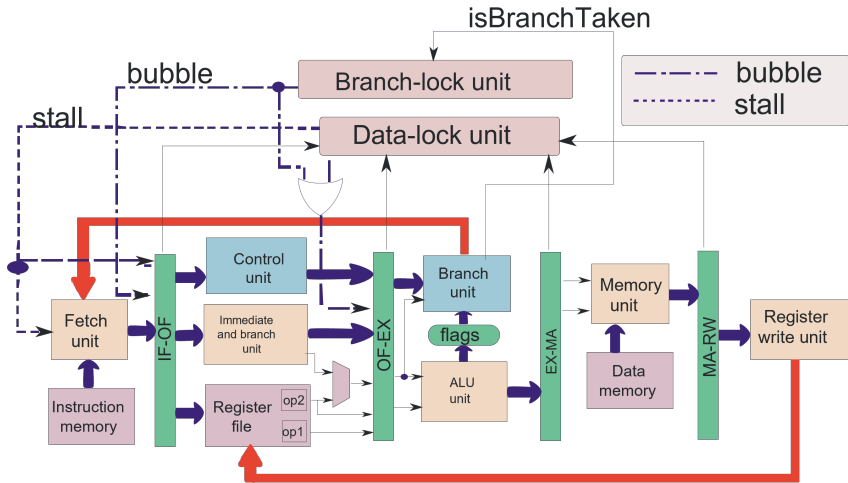 isBranchTaken
bubble
Branch-lock unit
bubble
stall
stall
Data-lock unit
Control
unit
Branch
unit
Memory
unit
Fetch
unit
Immediate
and branch
unit
flags
Register
write unit
IF-OF
OF-EX
EX-MA
MA-RW
Instruction
memory
Register
file
op2
op1
ALU
unit
Data
memory